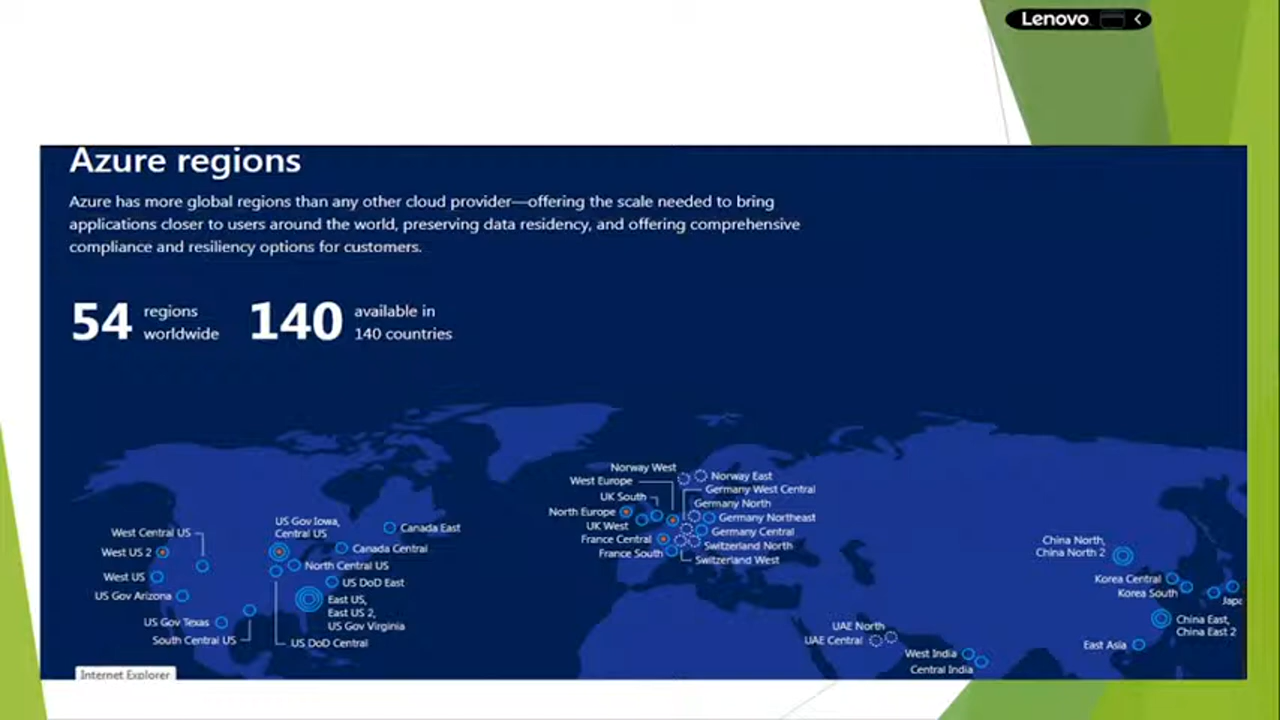 Lenovo
Azure regions
Azure has more global regions than any other cloud provider—offering the scale needed to bring
applications closer to users around the world, preserving data residency, and offering comprehensive
compliance and resiliency options for customers.
54 regions worldwide
140 available in 140 countries
Norway West
Norway East
West Europe
Germany West Central
UK South
Germany North
North Europe
Germany Northeast
UK West
Germany Central
France Central
Switzerland North
France South
Switzerland West
West Central US
US Gov Iowa,
Central US
Canada East
West US 2
Canada Central
North Central US
West US
US DoD East
US Gov Arizona
East US,
East US 2,
US Gov Virginia
US Gov Texas
South Central US
US DoD Central
China North,
China North 2
Korea Central
Korea South
Japa
China East,
China East 2
UAE North
UAE Central
East Asia
West India
Central India
Internet Explorer